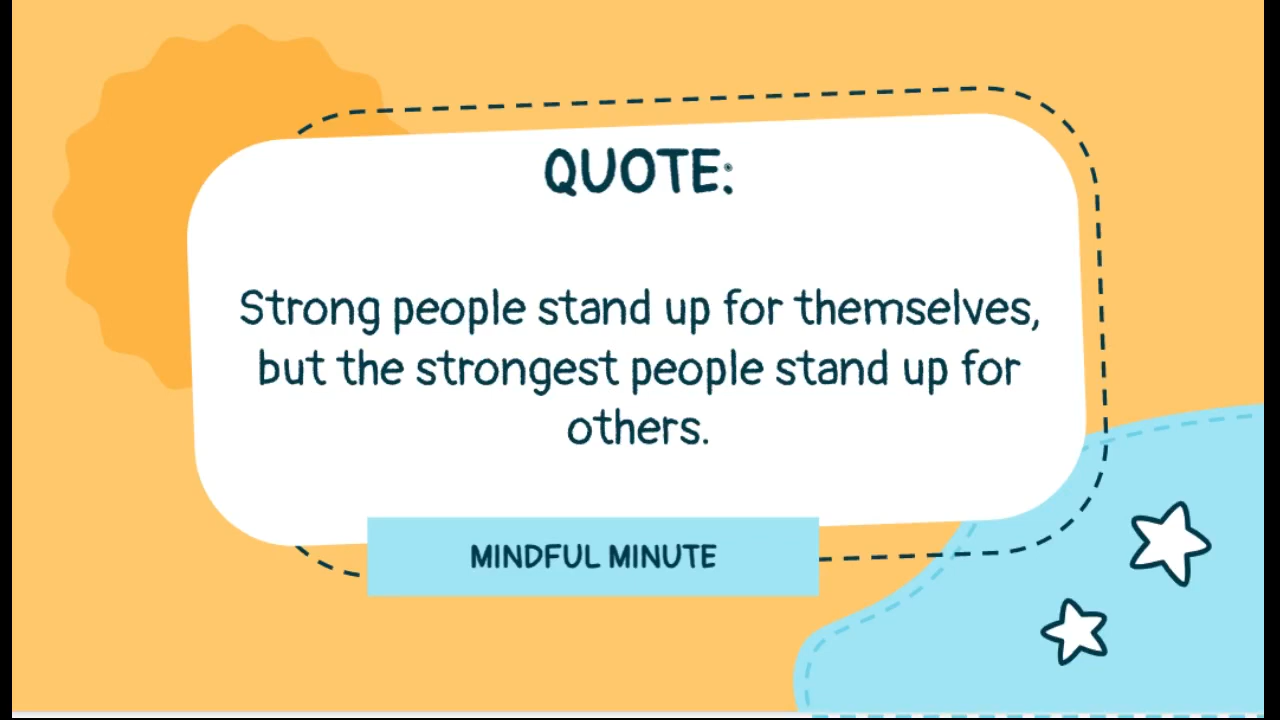 QUOTE:
Strong people stand up for themselves,
but the strongest people stand up for
others.
MINDFUL MINUTE